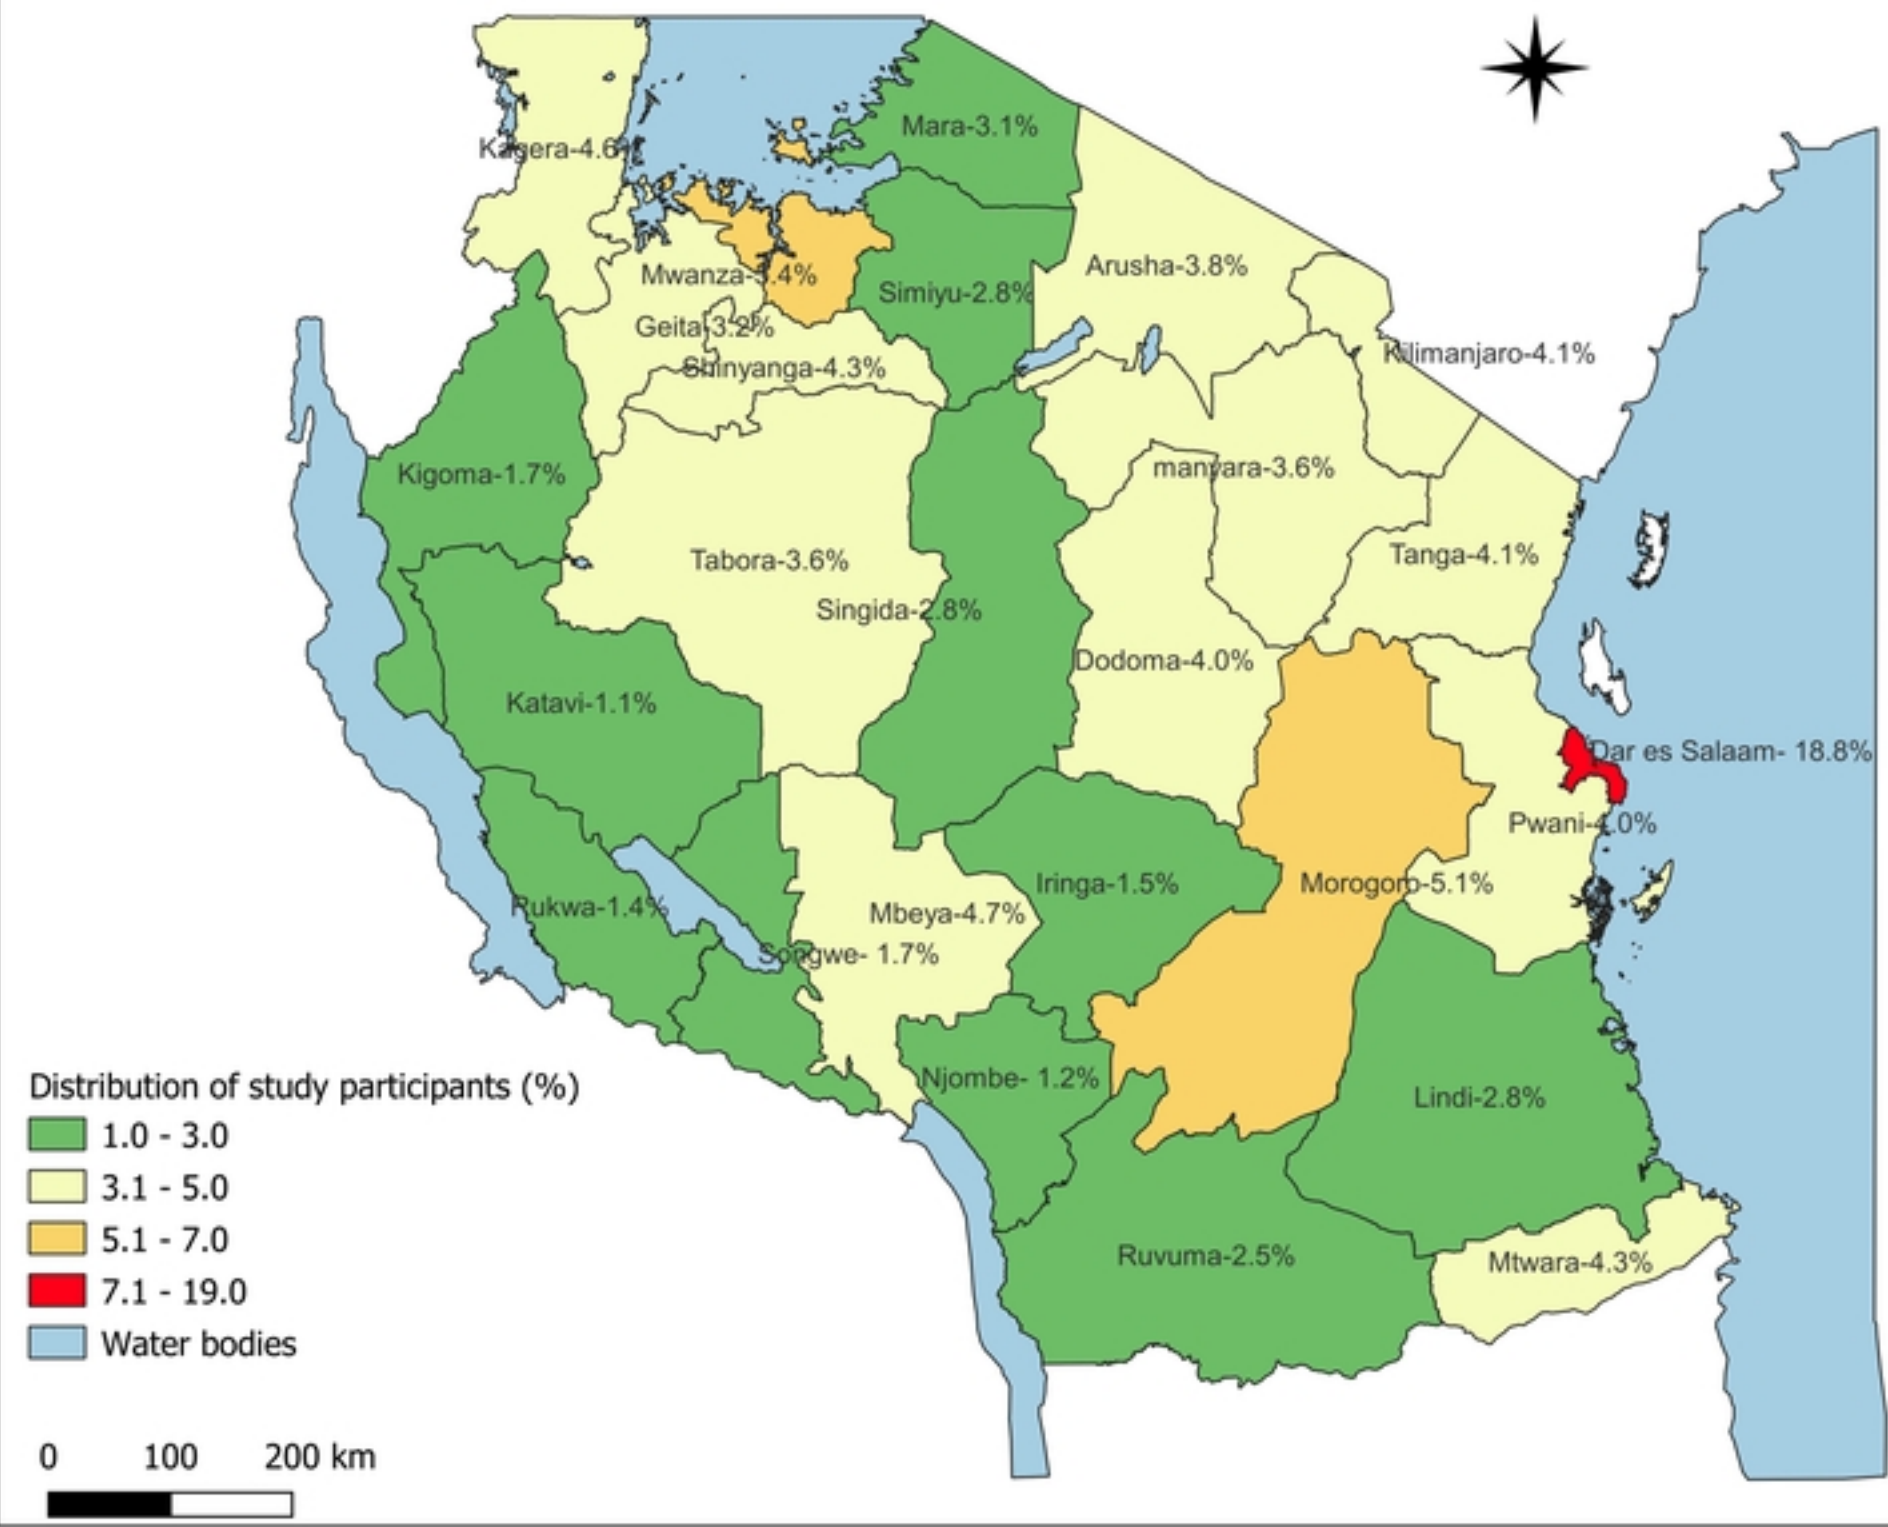 Mara-3.1%
Kagera-4.6%
Arusha-3.8%
Mwanza-5.4%
Simiyu-2.8%
Geita-3.2%
Kilimanjaro-4.1%
Shinyanga-4.3%
manyara-3.6%
Kigoma-1.7%
Tanga-4.1%
Tabora-3.6%
Singida-2.8%
Dodoma-4.0%
Katavi-1.1%
Dar es Salaam- 18.8%
Pwani-4.0%
Iringa-1.5%
Morogoro-5.1%
Rukwa-1.4%
Mbeya-4.7%
Songwe- 1.7%
Njombe- 1.2%
Lindi-2.8%
Ruvuma-2.5%
Mtwara-4.3%
Distribution of study participants (%)
1.0 - 3.0
3.1 - 5.0
5.1 - 7.0
7.1 - 19.0
Water bodies
0 100 200 km